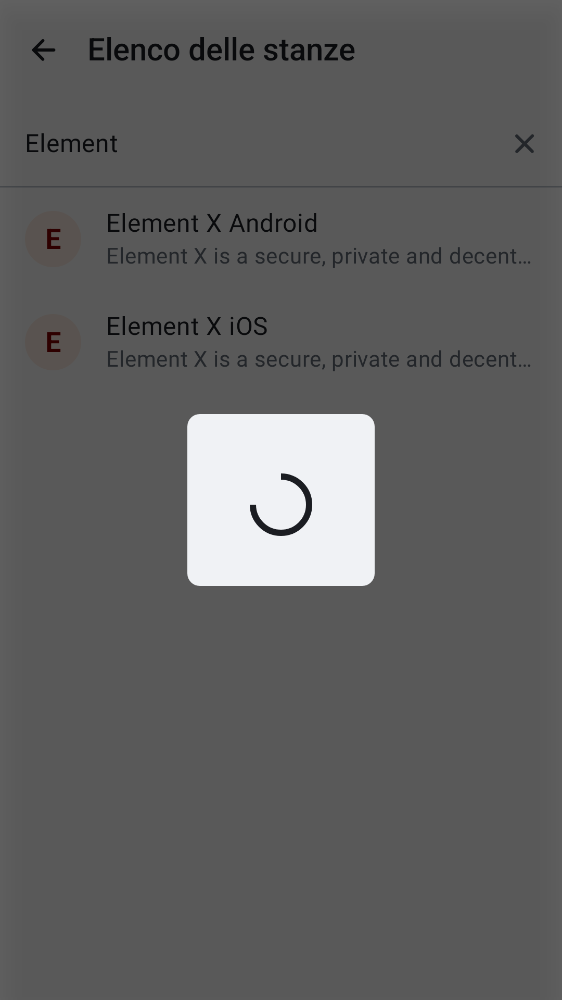 Elenco delle stanze
Element
E
Element X Android
Element X is a secure, private and decent…
E
Element X iOS
Element X is a secure, private and decent…